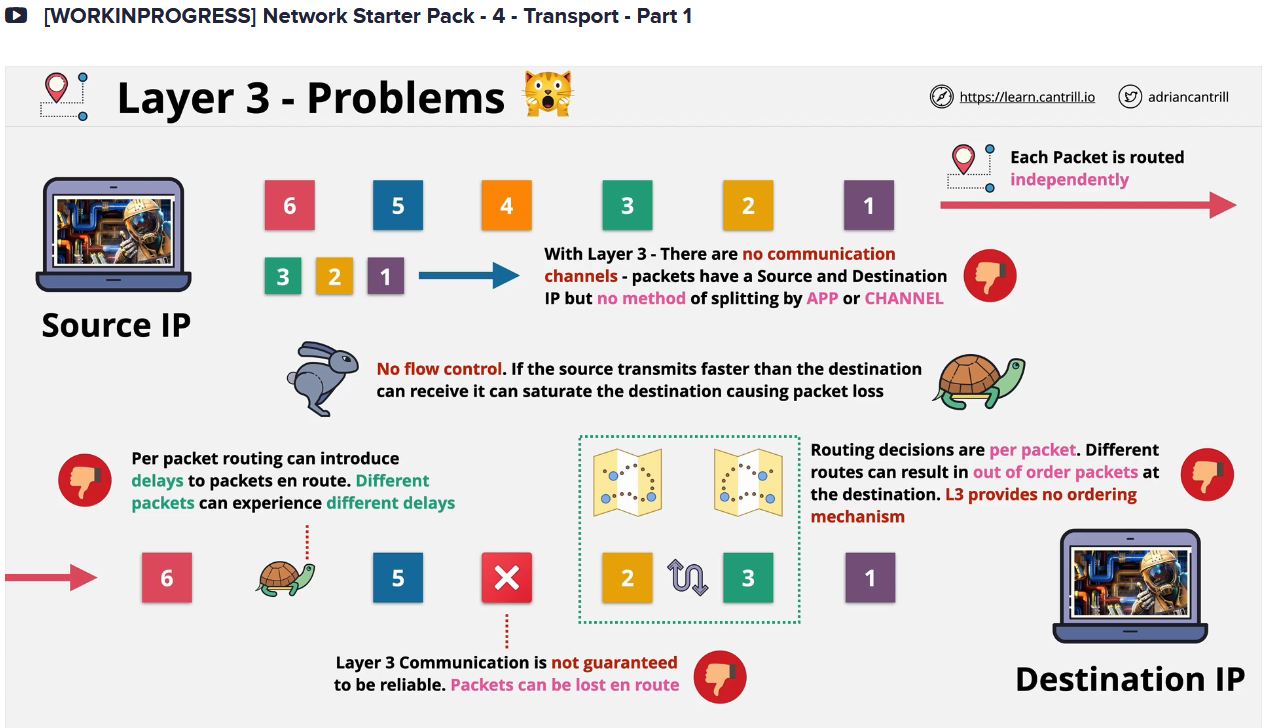 [WORKINPROGRESS] Network Starter Pack - 4 - Transport - Part 1
Layer 3 - Problems
https://learn.cantrill.io
adriancantrill
Each Packet is routed
independently
6 5 4 3 2 1
3 2 1
With Layer 3 - There are no communication
channels - packets have a Source and Destination
IP but no method of splitting by APP or CHANNEL
Source IP
No flow control. If the source transmits faster than the destination
can receive it can saturate the destination causing packet loss
Per packet routing can introduce
delays to packets en route. Different
packets can experience different delays
Routing decisions are per packet. Different
routes can result in out of order packets at
the destination. L3 provides no ordering
mechanism
6 5 2 3 1
Layer 3 Communication is not guaranteed
to be reliable. Packets can be lost en route
Destination IP